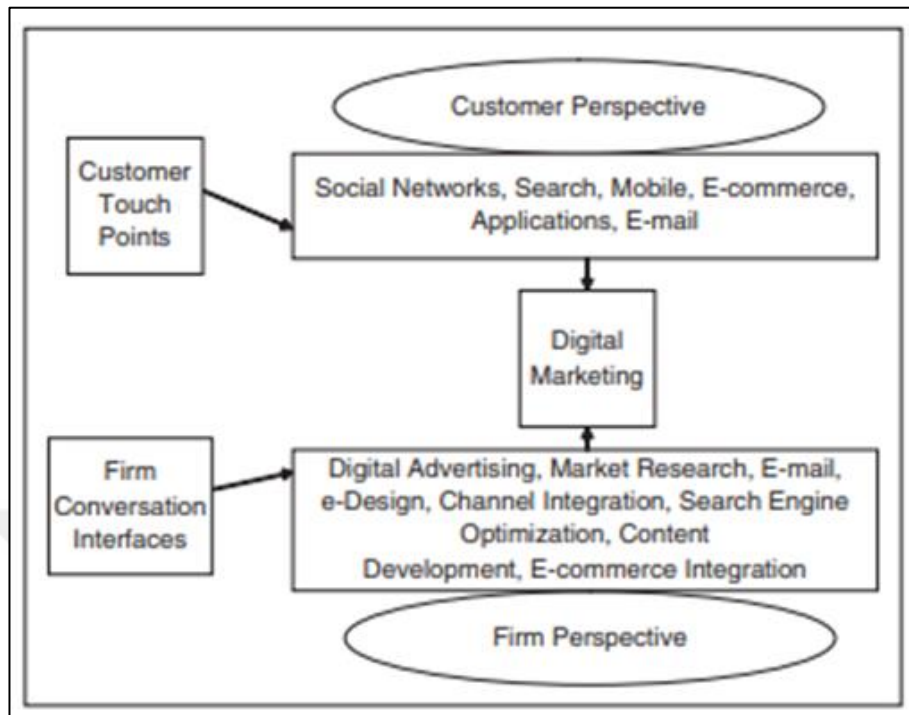 Customer Perspective
Customer
Touch
Points
Social Networks, Search, Mobile, E-commerce,
Applications, E-mail
Digital
Marketing
Firm
Conversation
Interfaces
Digital Advertising, Market Research, E-mail,
e-Design, Channel Integration, Search Engine
Optimization, Content
Development, E-commerce Integration
Firm Perspective